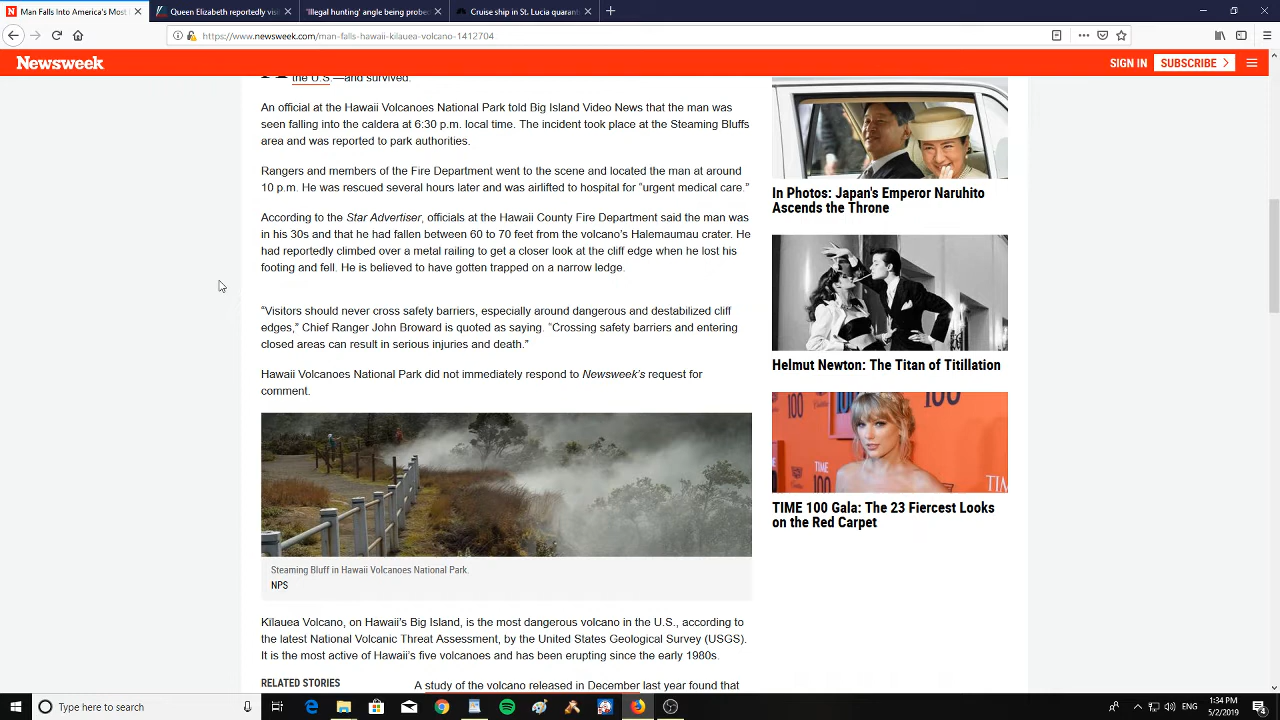 Man Falls Into America's Most
Queen Elizabeth reportedly visi
'Illegal hunting' angle being probed
Cruise ship in St. Lucia quarant
https://www.newsweek.com/man-falls-hawaii-kilauea-volcano-1412704
Newsweek
SIGN IN
SUBSCRIBE
the U.S.—and survived.
An official at the Hawaii Volcanoes National Park told Big Island Video News that the man was
seen falling into the caldera at 6:30 p.m. local time. The incident took place at the Steaming Bluffs
area and was reported to park authorities.
Rangers and members of the Fire Department went to the scene and located the man at around
10 p.m. He was rescued several hours later and was airlifted to hospital for “urgent medical care.”
According to the Star Advertiser, officials at the Hawaii County Fire Department said the man was
in his 30s and that he had fallen between 60 to 70 feet from the volcano’s Halemaumau crater. He
had reportedly climbed over a metal railing to get a closer look at the cliff edge when he lost his
footing and fell. He is believed to have gotten trapped on a narrow ledge.
“Visitors should never cross safety barriers, especially around dangerous and destabilized cliff
edges,” Chief Ranger John Broward is quoted as saying. “Crossing safety barriers and entering
closed areas can result in serious injuries and death.”
Hawaii Volcanoes National Park did not immediately respond to Newsweek’s request for
comment.
Steaming Bluff in Hawaii Volcanoes National Park.
NPS
Kīlauea Volcano, on Hawaii’s Big Island, is the most dangerous volcano in the U.S., according to
the latest National Volcanic Threat Assessment, by the United States Geological Survey (USGS).
It is the most active of Hawaii’s five volcanoes and has been erupting since the early 1980s.
RELATED STORIES
A study of the volcano released in December last year found that
In Photos: Japan's Emperor Naruhito
Ascends the Throne
Helmut Newton: The Titan of Titillation
100
TIME
100
TIM
TIME 100 Gala: The 23 Fiercest Looks
on the Red Carpet
Type here to search
ENG
1:34 PM
5/2/2019